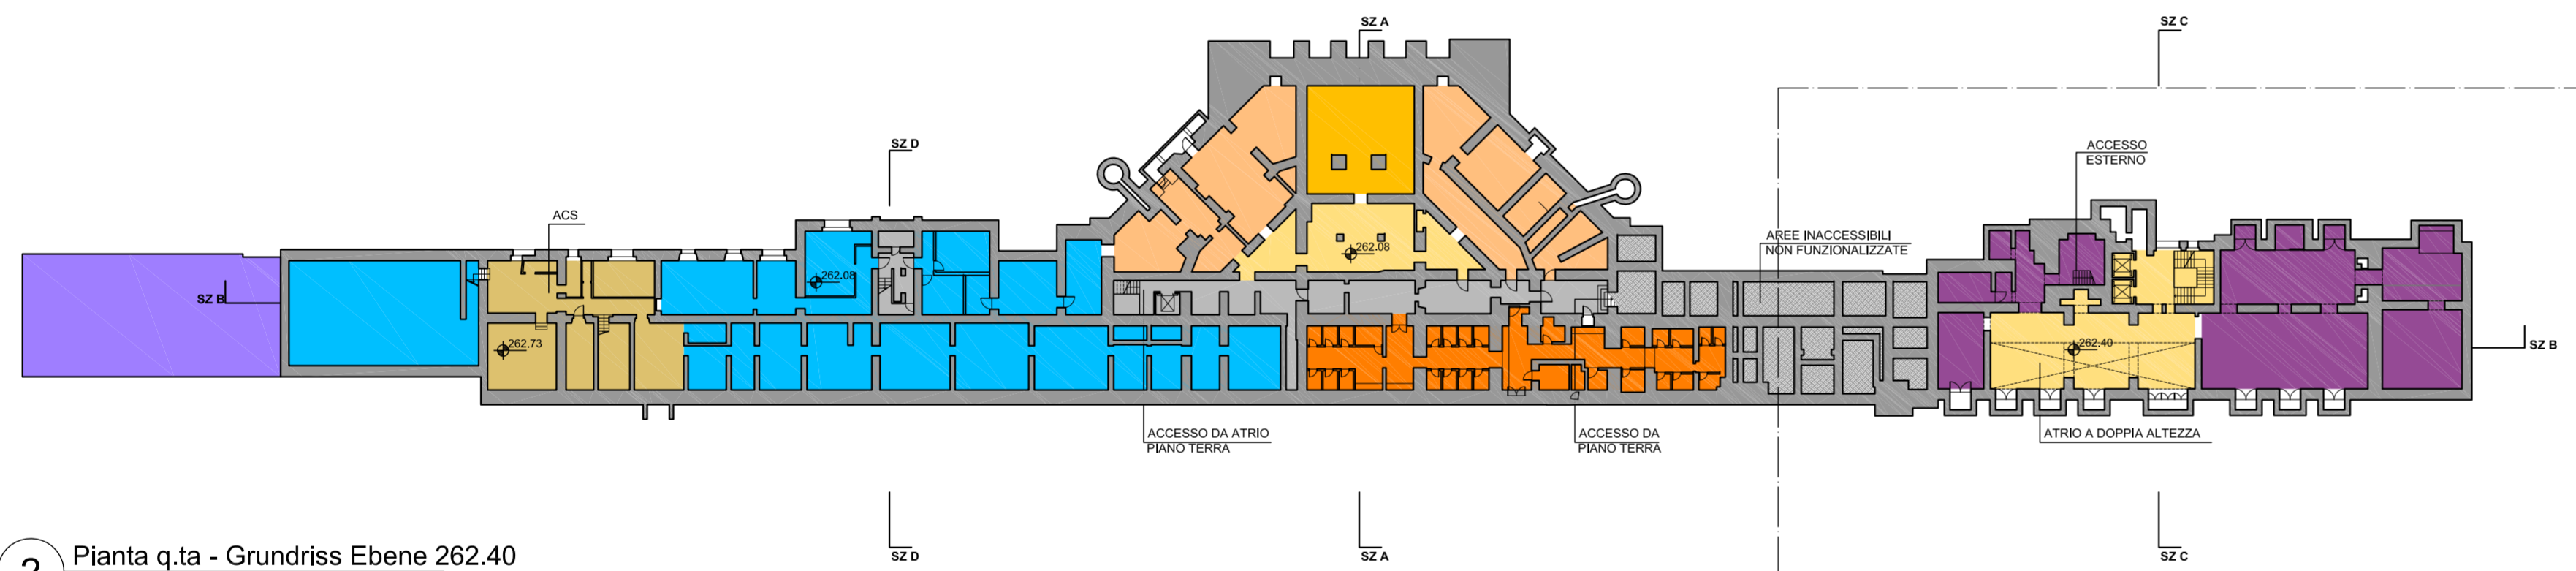 SZ A
SZ C
SZ D
ACCESSO
ESTERNO
ACS
AREE INACCESSIBILI
NON FUNZIONALIZZATE
262.08
262.08
SZ B
262.73
262.40
SZ B
ACCESSO DA ATRIO
PIANO TERRA
ACCESSO DA
PIANO TERRA
ATRIO A DOPPIA ALTEZZA
SZ D
SZ A
SZ C
2
Pianta q.ta - Grundriss Ebene 262.40